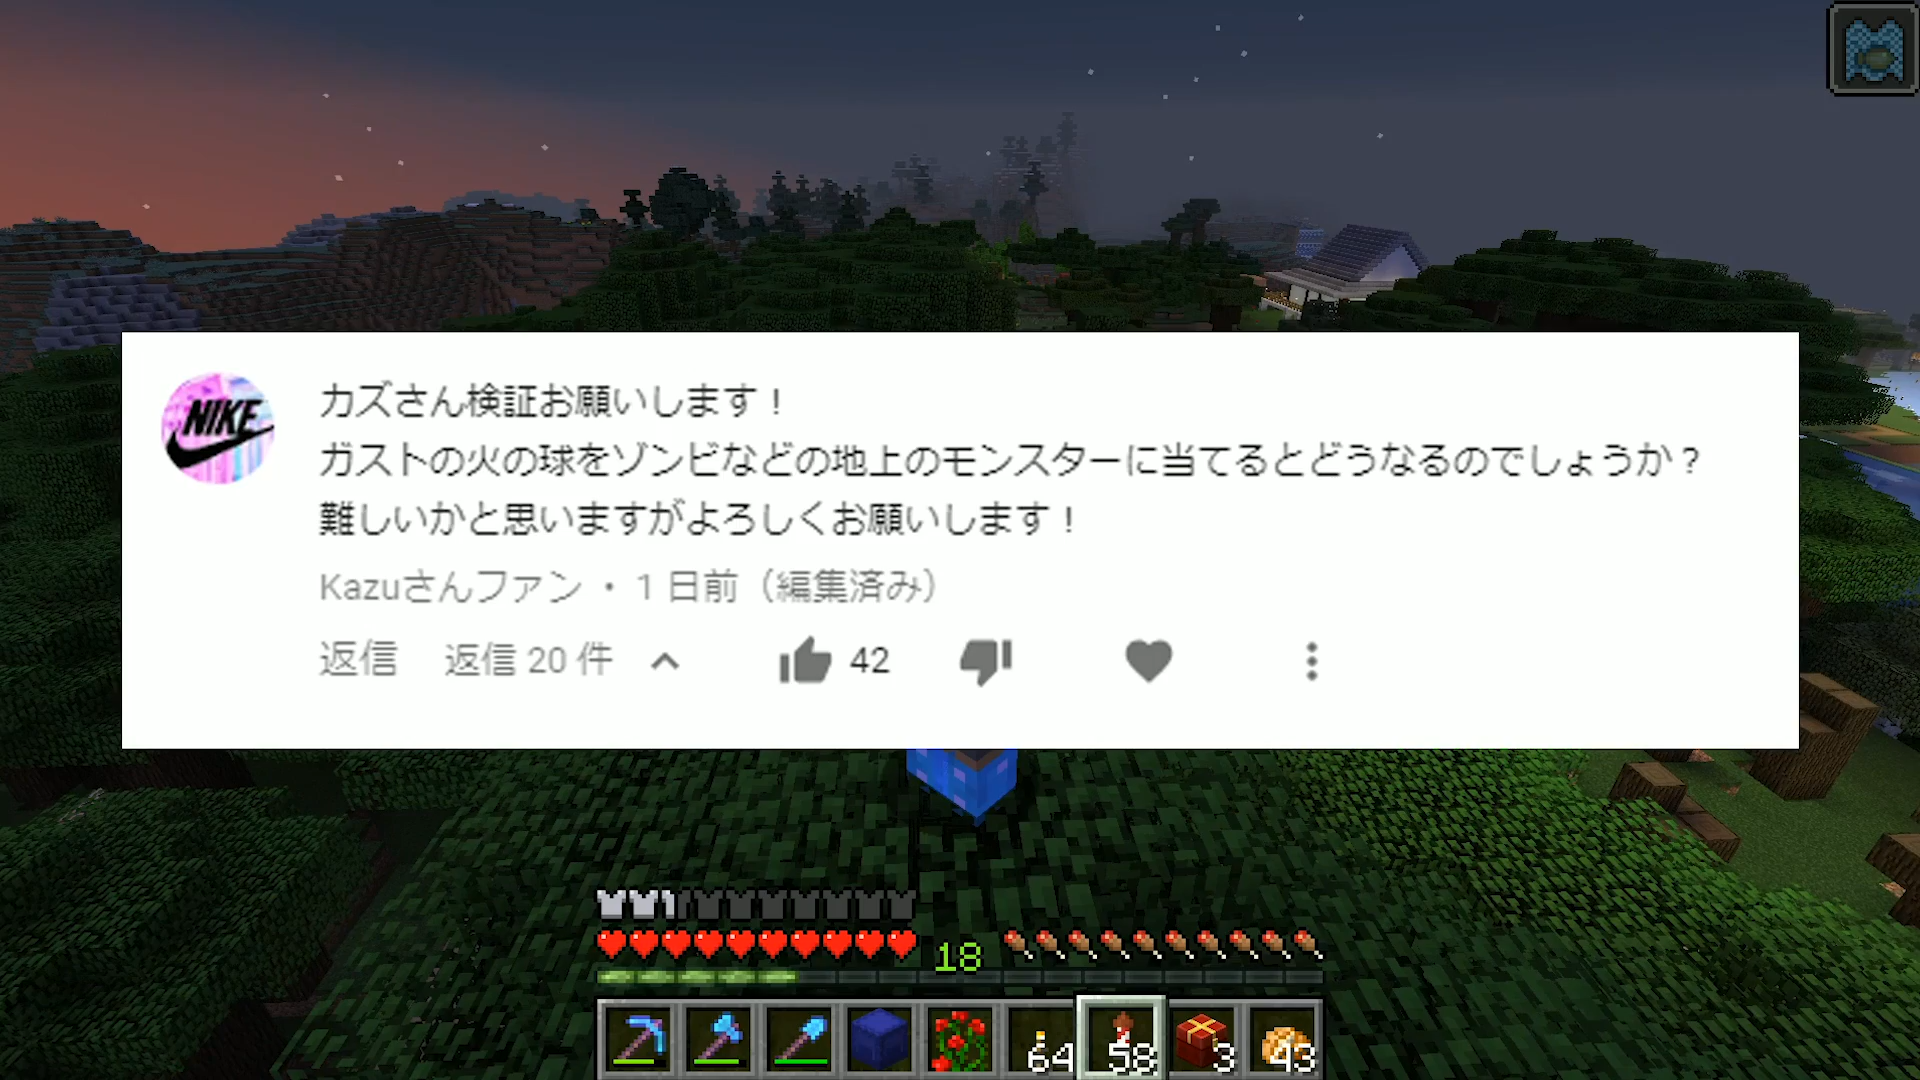 NIKE
カズさん検証お願いします！
ガストの火の球をゾンビなどの地上のモンスターに当てるとどうなるのでしょうか？
難しいかと思いますがよろしくお願いします！
Kazuさんファン・1 日前（編集済み）
返信 返信 20 件 42
18
64 58 3 43